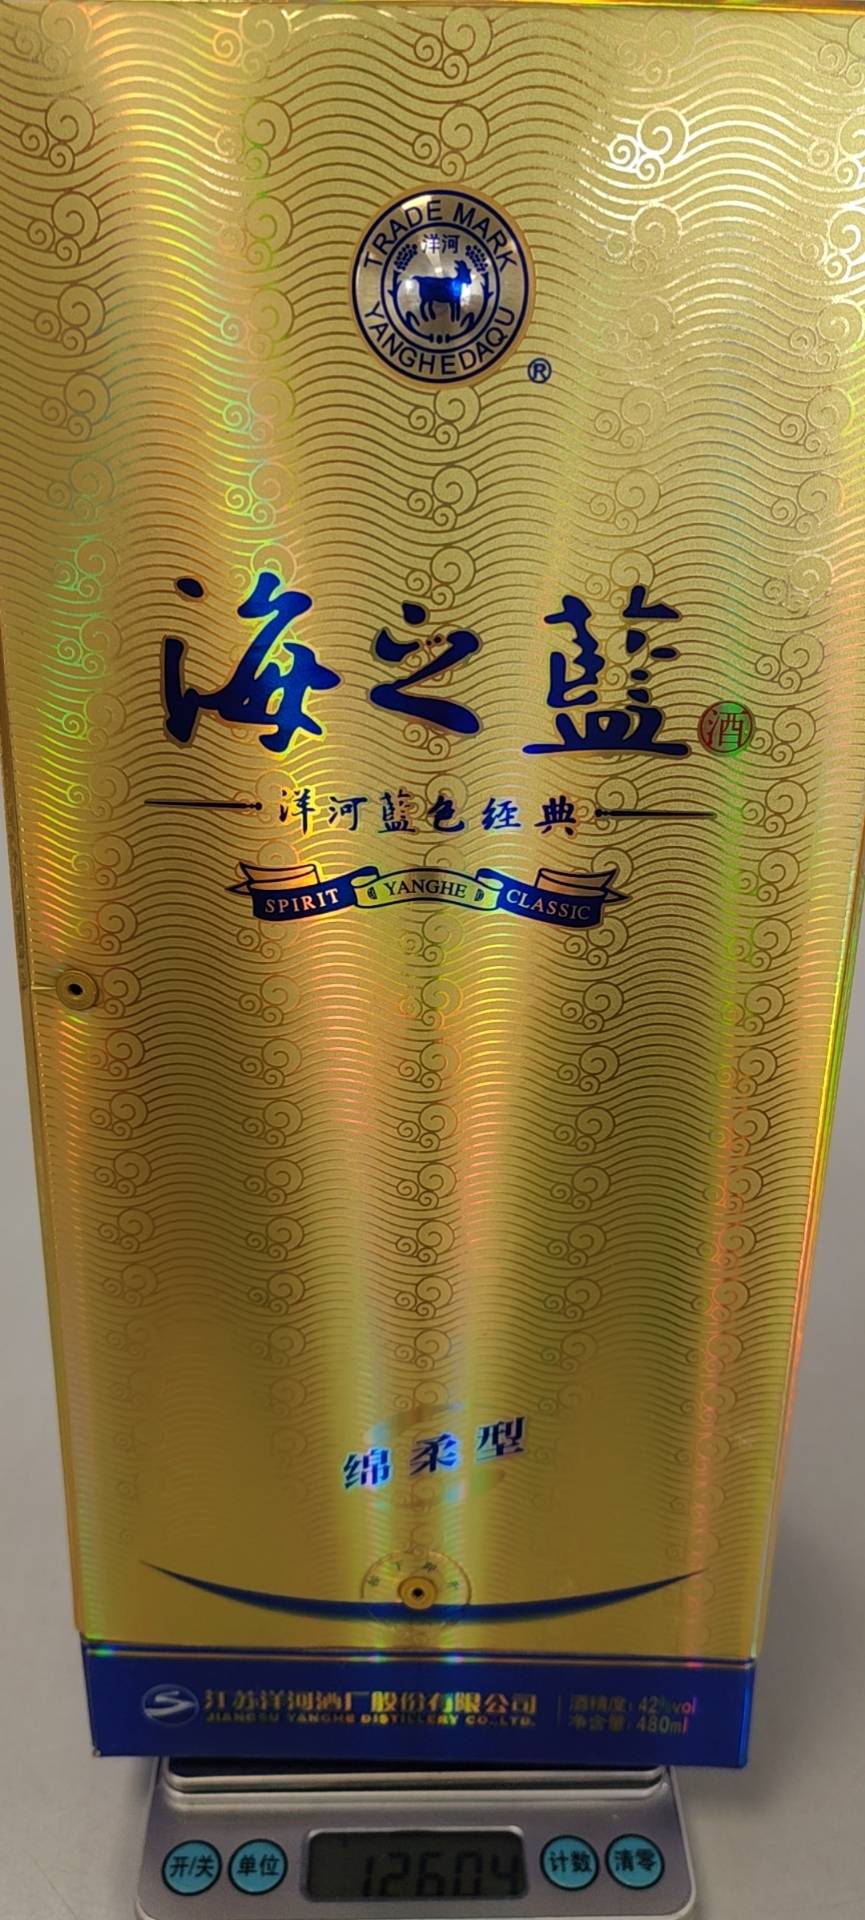 TRADE MARK
洋河
YANGHEDAQU
®
海之藍
酒
洋河藍色经典
SPIRIT YANGHE CLASSIC
绵柔型
江苏洋河酒厂股份有限公司
JIANGSU YANGHE DISTILLERY CO.,LTD.
酒精度: 42%vol
净含量: 480ml
开/关 单位 12604 计数 清零